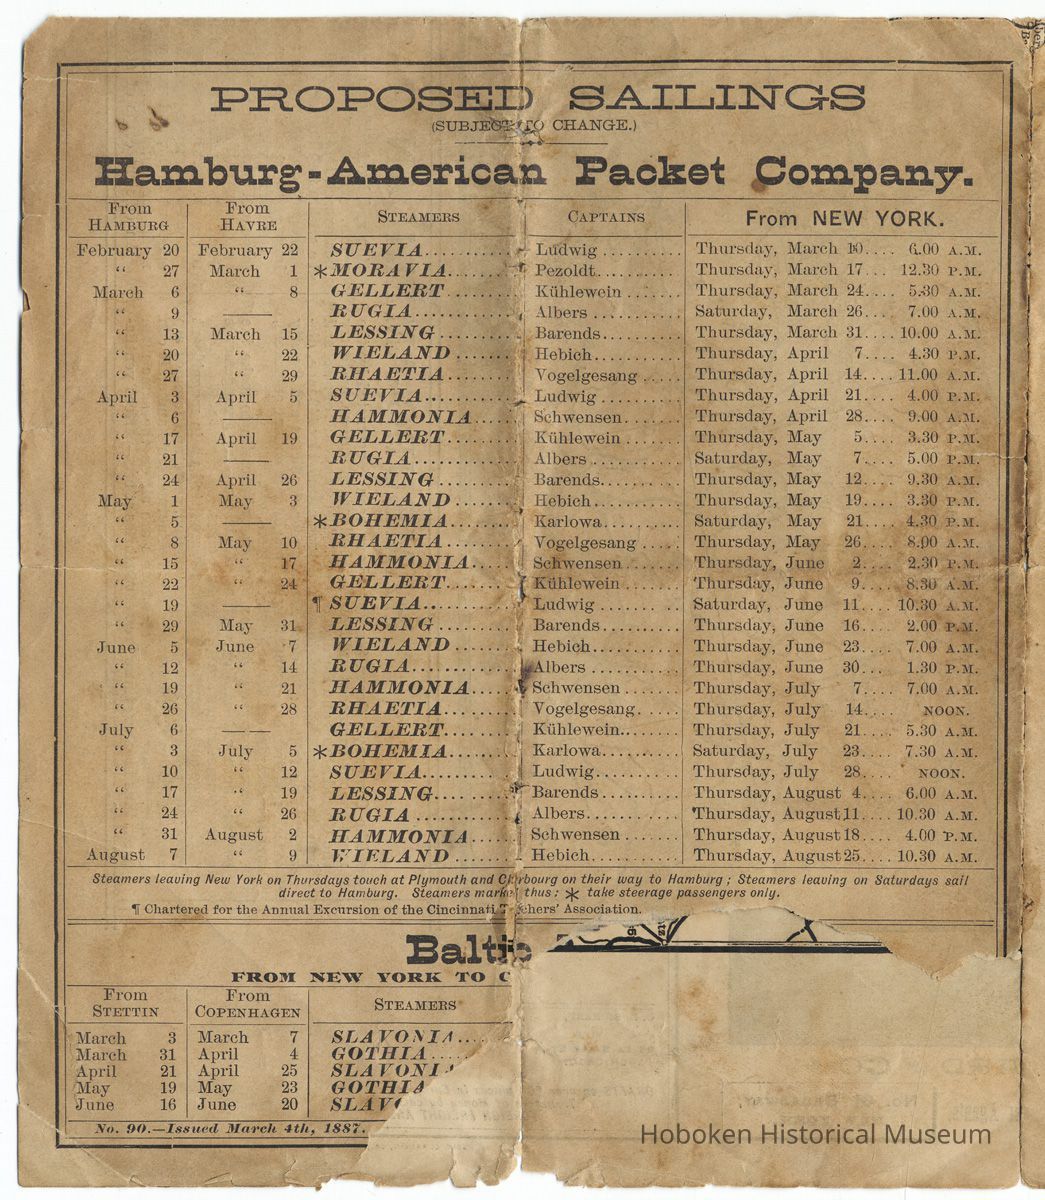 PROPOSED SAILINGS
(SUBJECT TO CHANGE.)
Hamburg-American Packet Company.
From HAMBURG From HAVRE STEAMERS CAPTAINS From NEW YORK.
February 20 February 22 SUEVIA Ludwig Thursday, March 10.... 6.00 A.M.
“ 27 March 1 *MORAVIA Pezoldt Thursday, March 17... 12.30 P.M.
March 6 “ 8 GELLERT Kühlewein Thursday, March 24.... 5.30 A.M.
“ 9 —— RUGIA Albers Saturday, March 26... 7.00 A.M.
“ 13 March 15 LESSING Barends Thursday, March 31.... 10.00 A.M.
“ 20 “ 22 WIELAND Hebich Thursday, April 7.... 4.30 P.M.
“ 27 “ 29 RHAETIA Vogelgesang Thursday, April 14.... 11.00 A.M.
April 3 April 5 SUEVIA Ludwig Thursday, April 21.... 4.00 P.M.
“ 6 —— HAMMONIA Schwensen Thursday, April 28.... 9.00 A.M.
“ 17 April 19 GELLERT Kühlewein Thursday, May 5.... 3.30 P.M.
“ 21 —— RUGIA Albers Saturday, May 7.... 5.00 P.M.
“ 24 April 26 LESSING Barends Thursday, May 12.... 9.30 A.M.
May 1 May 3 WIELAND Hebich Thursday, May 19.... 3.30 P.M.
“ 5 —— *BOHEMIA Karlowa Saturday, May 21.... 4.30 P.M.
“ 8 May 10 RHAETIA Vogelgesang Thursday, May 26.... 8.00 A.M.
“ 15 “ 17 HAMMONIA Schwensen Thursday, June 2.... 2.30 P.M.
“ 22 “ 24 GELLERT Kühlewein Thursday, June 9.... 8.30 A.M.
“ 19 —— ¶ SUEVIA Ludwig Saturday, June 11.... 10.30 A.M.
“ 29 May 31 LESSING Barends Thursday, June 16.... 2.00 P.M.
June 5 June 7 WIELAND Hebich Thursday, June 23.... 7.00 A.M.
“ 12 “ 14 RUGIA Albers Thursday, June 30... 1.30 P.M.
“ 19 “ 21 HAMMONIA Schwensen Thursday, July 7.... 7.00 A.M.
“ 26 “ 28 RHAETIA Vogelgesang Thursday, July 14.... NOON.
July 6 —— GELLERT Kühlewein Thursday, July 21.... 5.30 A.M.
“ 3 July 5 *BOHEMIA Karlowa Saturday, July 23.... 7.30 A.M.
“ 10 “ 12 SUEVIA Ludwig Thursday, July 28.... NOON.
“ 17 “ 19 LESSING Barends Thursday, August 4.... 6.00 A.M.
“ 24 “ 26 RUGIA Albers Thursday, August 11.... 10.30 A.M.
“ 31 August 2 HAMMONIA Schwensen Thursday, August 18.... 4.00 P.M.
August 7 “ 9 WIELAND Hebich Thursday, August 25.... 10.30 A.M.
Steamers leaving New York on Thursdays touch at Plymouth and Cherbourg on their way to Hamburg; Steamers leaving on Saturdays sail
direct to Hamburg. Steamers marked thus: * take steerage passengers only.
¶ Chartered for the Annual Excursion of the Cincinnati Teachers' Association.
Baltic
FROM NEW YORK TO C
From STETTIN From COPENHAGEN STEAMERS
March 3 March 7 SLAVONIA
March 31 April 4 GOTHIA
April 21 April 25 SLAVONI
May 19 May 23 GOTHIA
June 16 June 20 SLAV
No. 90.—Issued March 4th, 1887.
Hoboken Historical Museum